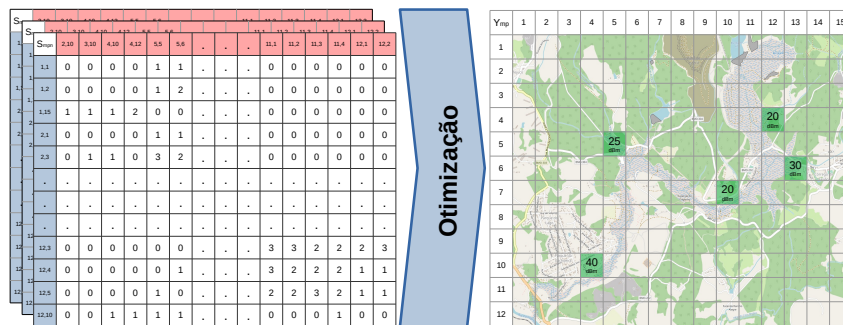 Smpn 2,10 3,10 4,10 4,12 5,5 5,6 . . . 11,1 11,2 11,3 11,4 12,1 12,2
1,1 0 0 0 0 1 1 . . . 0 0 0 0 0 0
1,2 0 0 0 0 1 2 . . . 0 0 0 0 0 0
1,15 1 1 1 2 0 0 . . . 0 0 0 0 0 0
2,1 0 0 0 0 1 1 . . . 0 0 0 0 0 0
2,3 0 1 1 0 3 2 . . . 0 0 0 0 0 0
. . . . . . . . . . . . . . . .
. . . . . . . . . . . . . . . .
. . . . . . . . . . . . . . . .
12,3 0 0 0 0 0 0 . . . 3 3 2 2 2 3
12,4 0 0 0 0 0 1 . . . 3 2 2 2 1 1
12,5 0 0 0 0 1 0 . . . 2 2 3 2 1 1
12,10 0 0 1 1 1 1 . . . 0 1 0 0 0 0
Otimização
Ymp 1 2 3 4 5 6 7 8 9 10 11 12 13 14 15
1
2
3
4 20
dBm
5 25
dBm
6 30
dBm
7 20
dBm
8
9
10 40
dBm
11
12